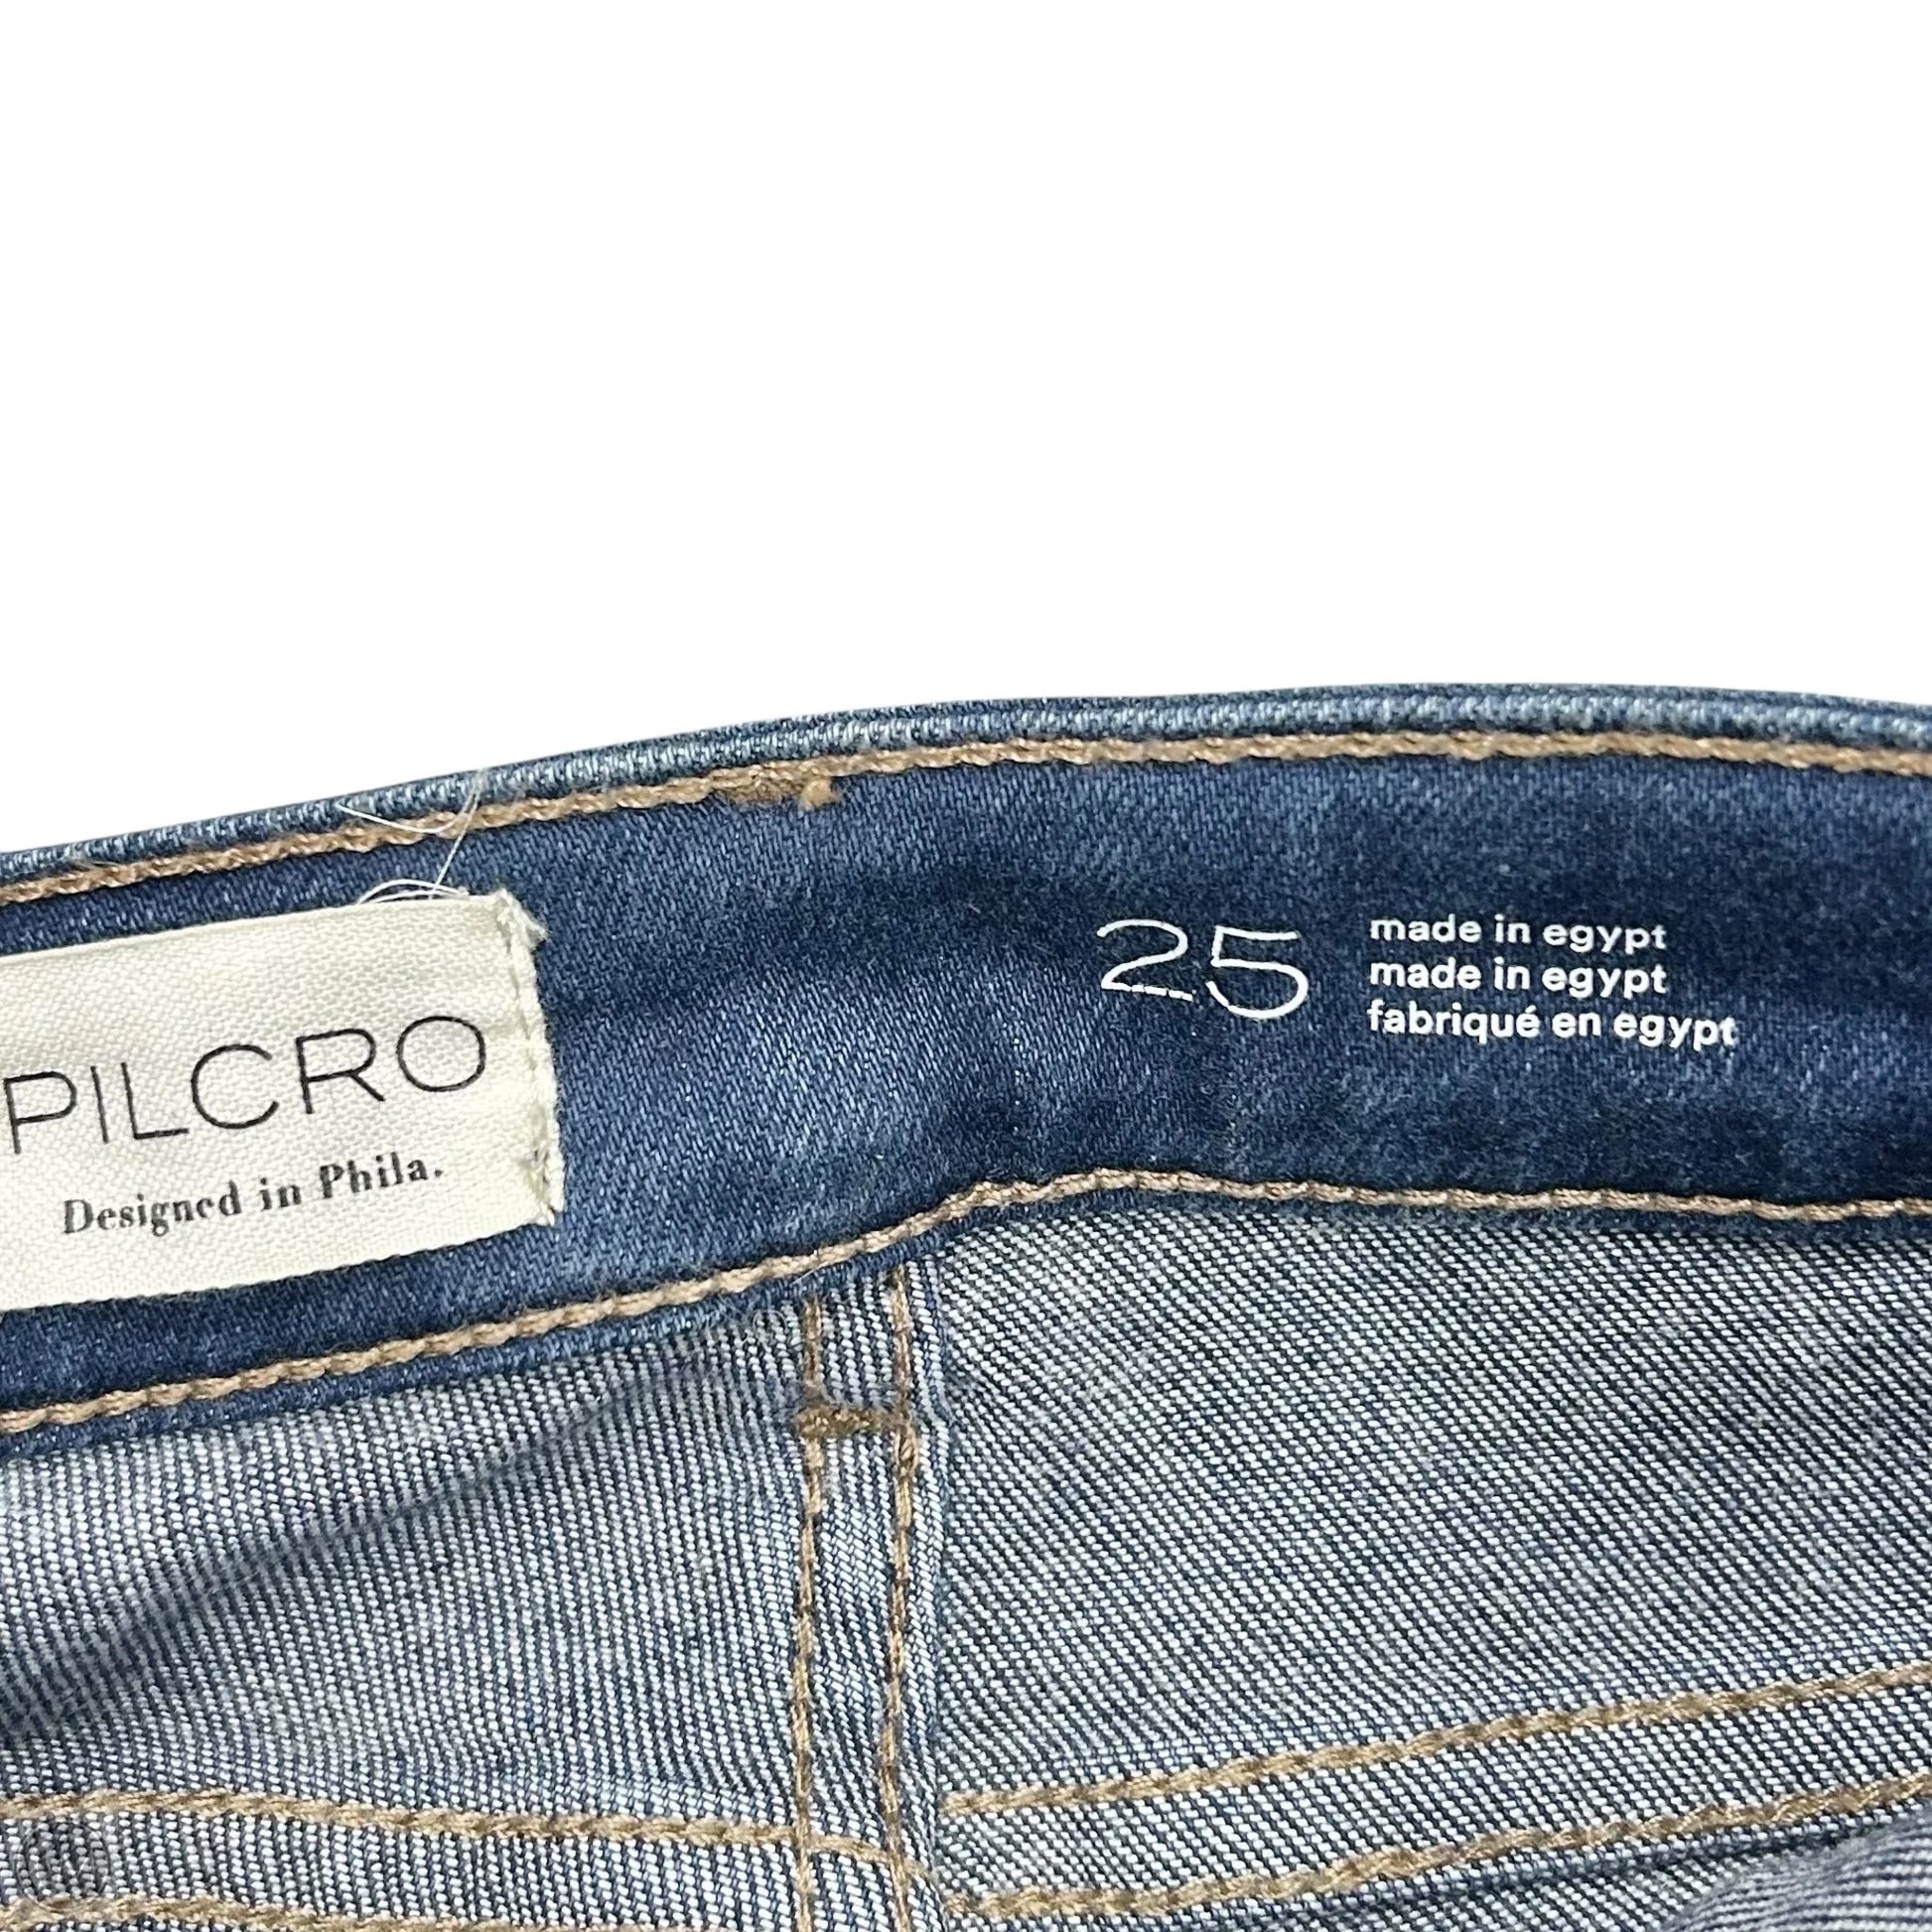 PILCRO
Designed in Phila.
25
made in egypt
made in egypt
fabriqué en egypt